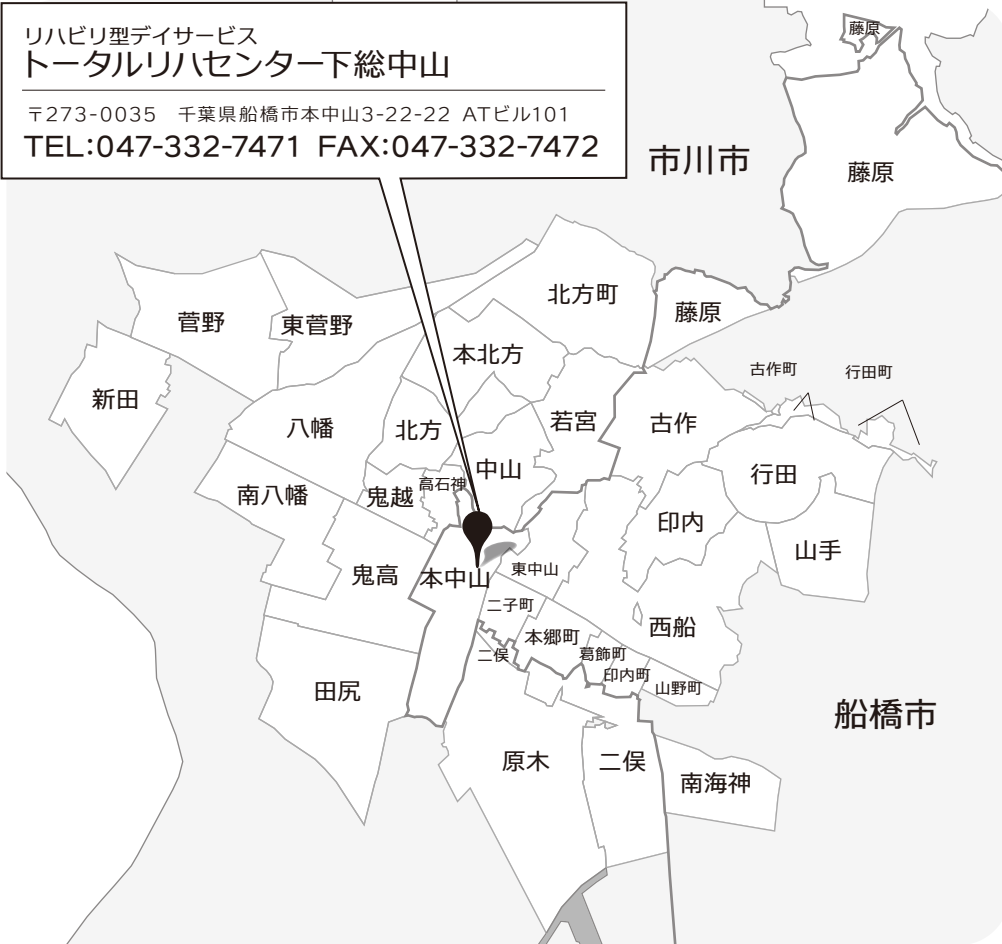 リハビリ型デイサービス
トータルリハセンター下総中山
〒273-0035　千葉県船橋市本中山3-22-22 ATビル101
TEL:047-332-7471 FAX:047-332-7472
藤原
市川市
藤原
北方町
藤原
菅野
東菅野
本北方
古作町
行田町
新田
八幡
北方
若宮
古作
中山
行田
高石神
南八幡
鬼越
印内
山手
鬼高
本中山
東中山
二子町
西船
本郷町
二俣
葛飾町
印内町
山野町
田尻
船橋市
原木
二俣
南海神